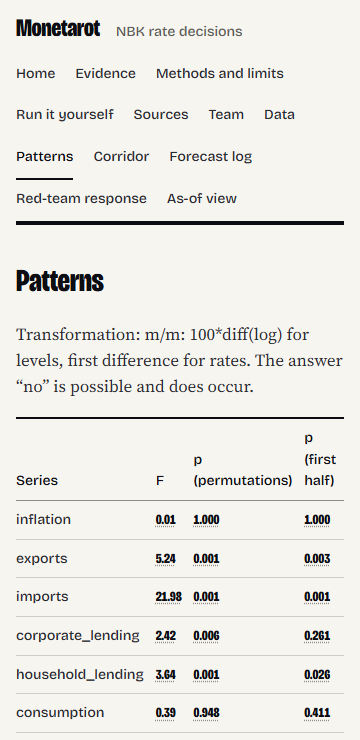 Monetarot NBK rate decisions
Home Evidence Methods and limits
Run it yourself Sources Team Data
Patterns Corridor Forecast log
Red-team response As-of view
Patterns
Transformation: m/m: 100*diff(log) for
levels, first difference for rates. The answer
“no” is possible and does occur.
Series F p (permutations) p (first half)
inflation 0.01 1.000 1.000
exports 5.24 0.001 0.003
imports 21.98 0.001 0.001
corporate_lending 2.42 0.006 0.261
household_lending 3.64 0.001 0.026
consumption 0.39 0.948 0.411